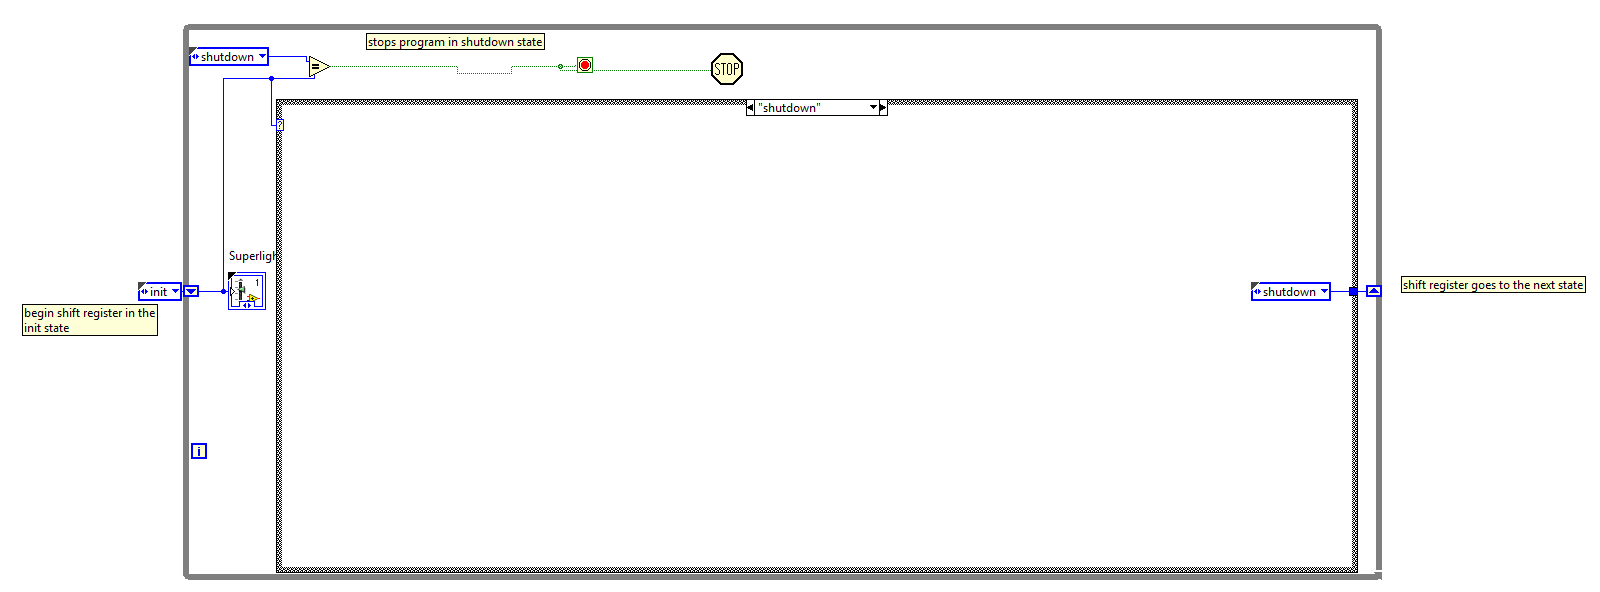 stops program in shutdown state
shutdown
=
STOP
"shutdown"
?
Superligh
1
init
shutdown
shift register goes to the next state
begin shift register in the
init state
i